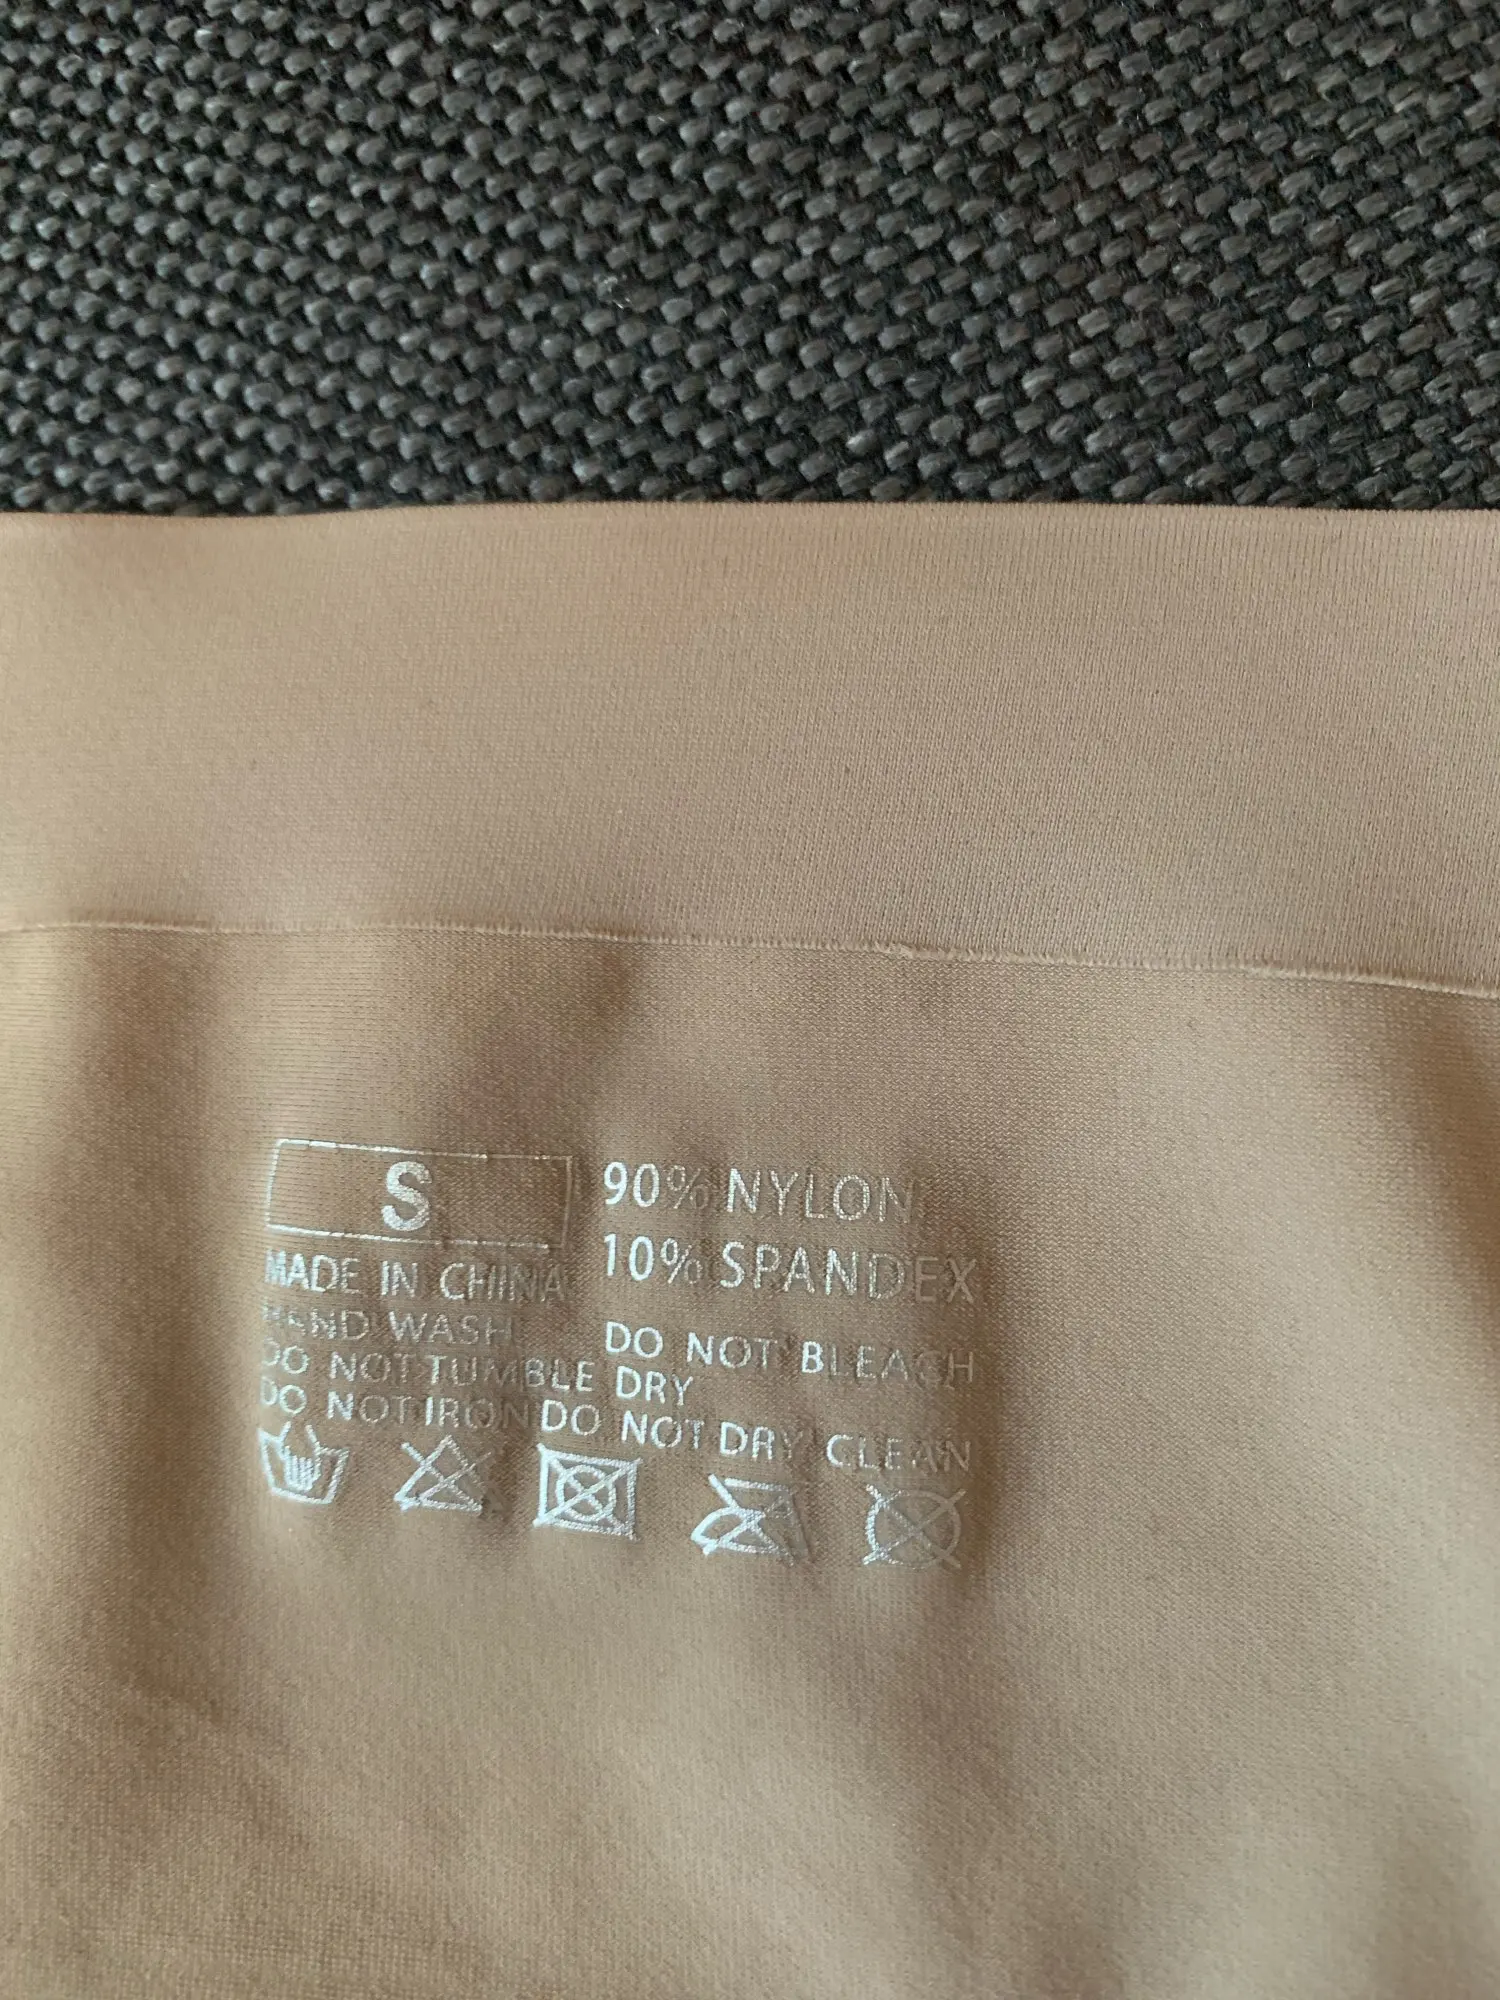 S
90% NYLON
10% SPANDEX
MADE IN CHINA
HAND WASH DO NOT BLEACH
DO NOT TUMBLE DRY
DO NOT IRON DO NOT DRY CLEAN